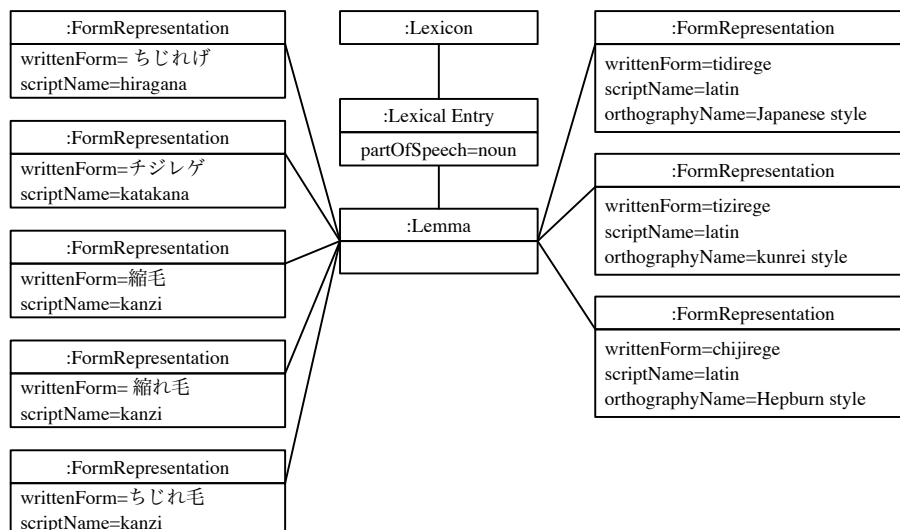 :FormRepresentation
writtenForm= ちじれげ
scriptName=hiragana
:FormRepresentation
writtenForm=チジレゲ
scriptName=katakana
:FormRepresentation
writtenForm=縮毛
scriptName=kanzi
:FormRepresentation
writtenForm= 縮れ毛
scriptName=kanzi
:FormRepresentation
writtenForm=ちじれ毛
scriptName=kanzi
:Lexicon
:Lexical Entry
partOfSpeech=noun
:Lemma
:FormRepresentation
writtenForm=tidirege
scriptName=latin
orthographyName=Japanese style
:FormRepresentation
writtenForm=tizirege
scriptName=latin
orthographyName=kunrei style
:FormRepresentation
writtenForm=chijirege
scriptName=latin
orthographyName=Hepburn style